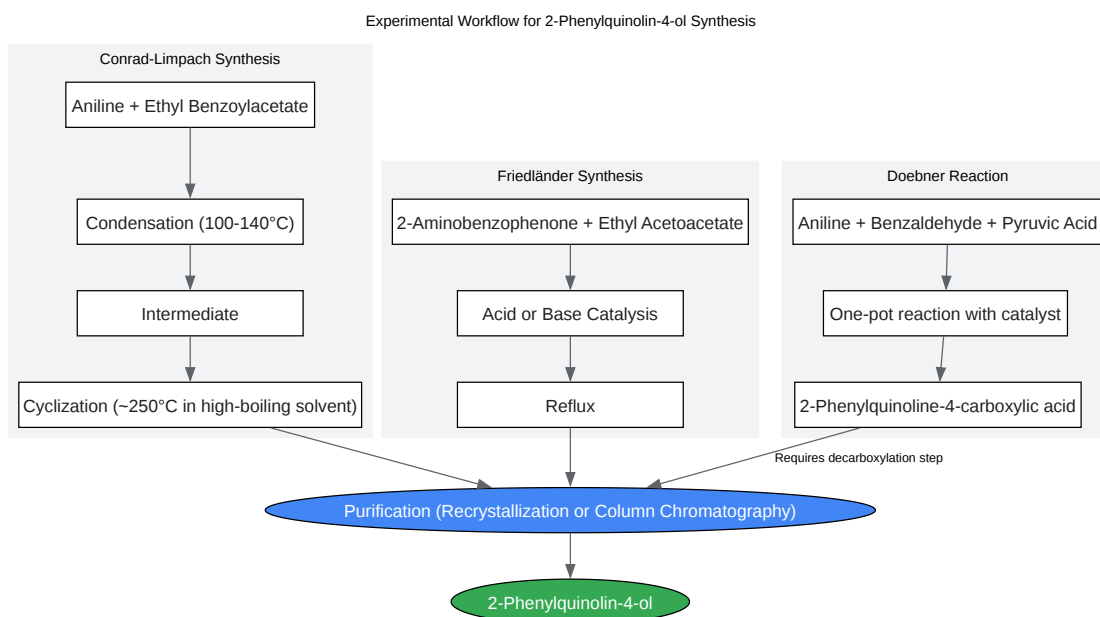 Experimental Workflow for 2-Phenylquinolin-4-ol Synthesis
Conrad-Limpach Synthesis
Aniline + Ethyl Benzoylacetate
Condensation (100-140°C)
Intermediate
Cyclization (~250°C in high-boiling solvent)
Friedländer Synthesis
2-Aminobenzophenone + Ethyl Acetoacetate
Acid or Base Catalysis
Reflux
Doebner Reaction
Aniline + Benzaldehyde + Pyruvic Acid
One-pot reaction with catalyst
2-Phenylquinoline-4-carboxylic acid
Requires decarboxylation step
Purification (Recrystallization or Column Chromatography)
2-Phenylquinolin-4-ol